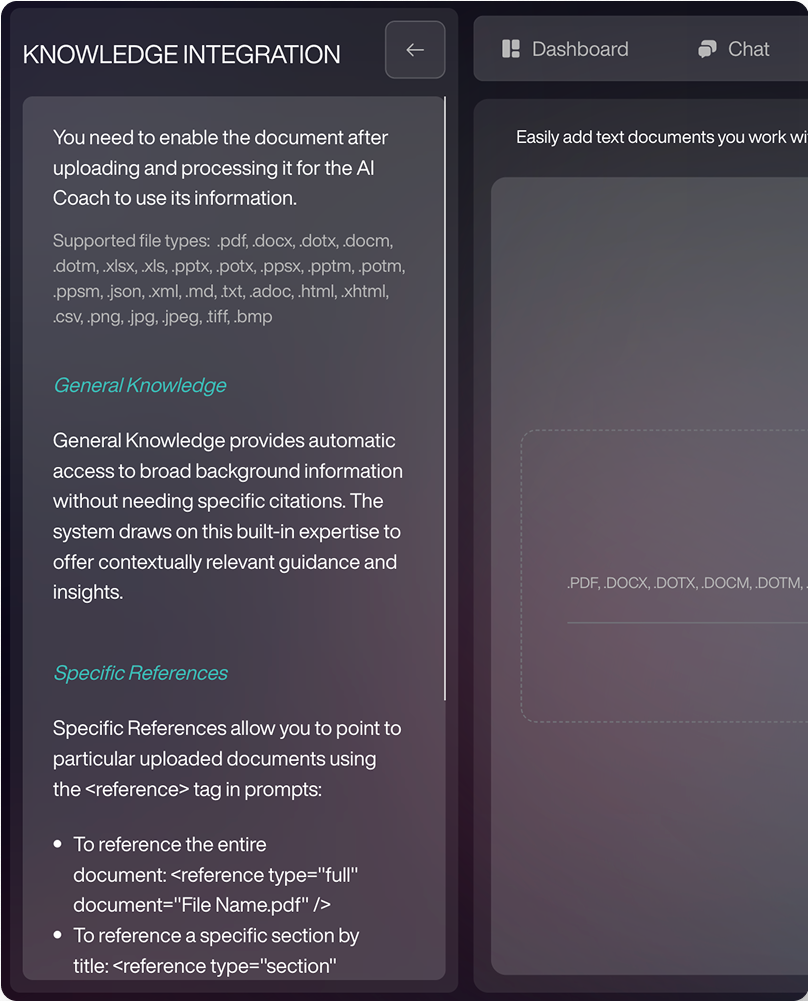 KNOWLEDGE INTEGRATION
You need to enable the document after
uploading and processing it for the AI
Coach to use its information.
Supported file types:  .pdf, .docx, .dotx, .docm,
.dotm, .xlsx, .xls, .pptx, .potx, .ppsx, .pptm, .potm,
.ppsm, .json, .xml, .md, .txt, .adoc, .html, .xhtml,
.csv, .png, .jpg, .jpeg, .tiff, .bmp
General Knowledge
General Knowledge provides automatic
access to broad background information
without needing specific citations. The
system draws on this built-in expertise to
offer contextually relevant guidance and
insights.
Specific References
Specific References allow you to point to
particular uploaded documents using
the <reference> tag in prompts:
• To reference the entire
document: <reference type="full"
document="File Name.pdf" />
• To reference a specific section by
title: <reference type="section"
Dashboard
Chat
Easily add text documents you work wi
.PDF, .DOCX, .DOTX, .DOCM, .DOTM, .